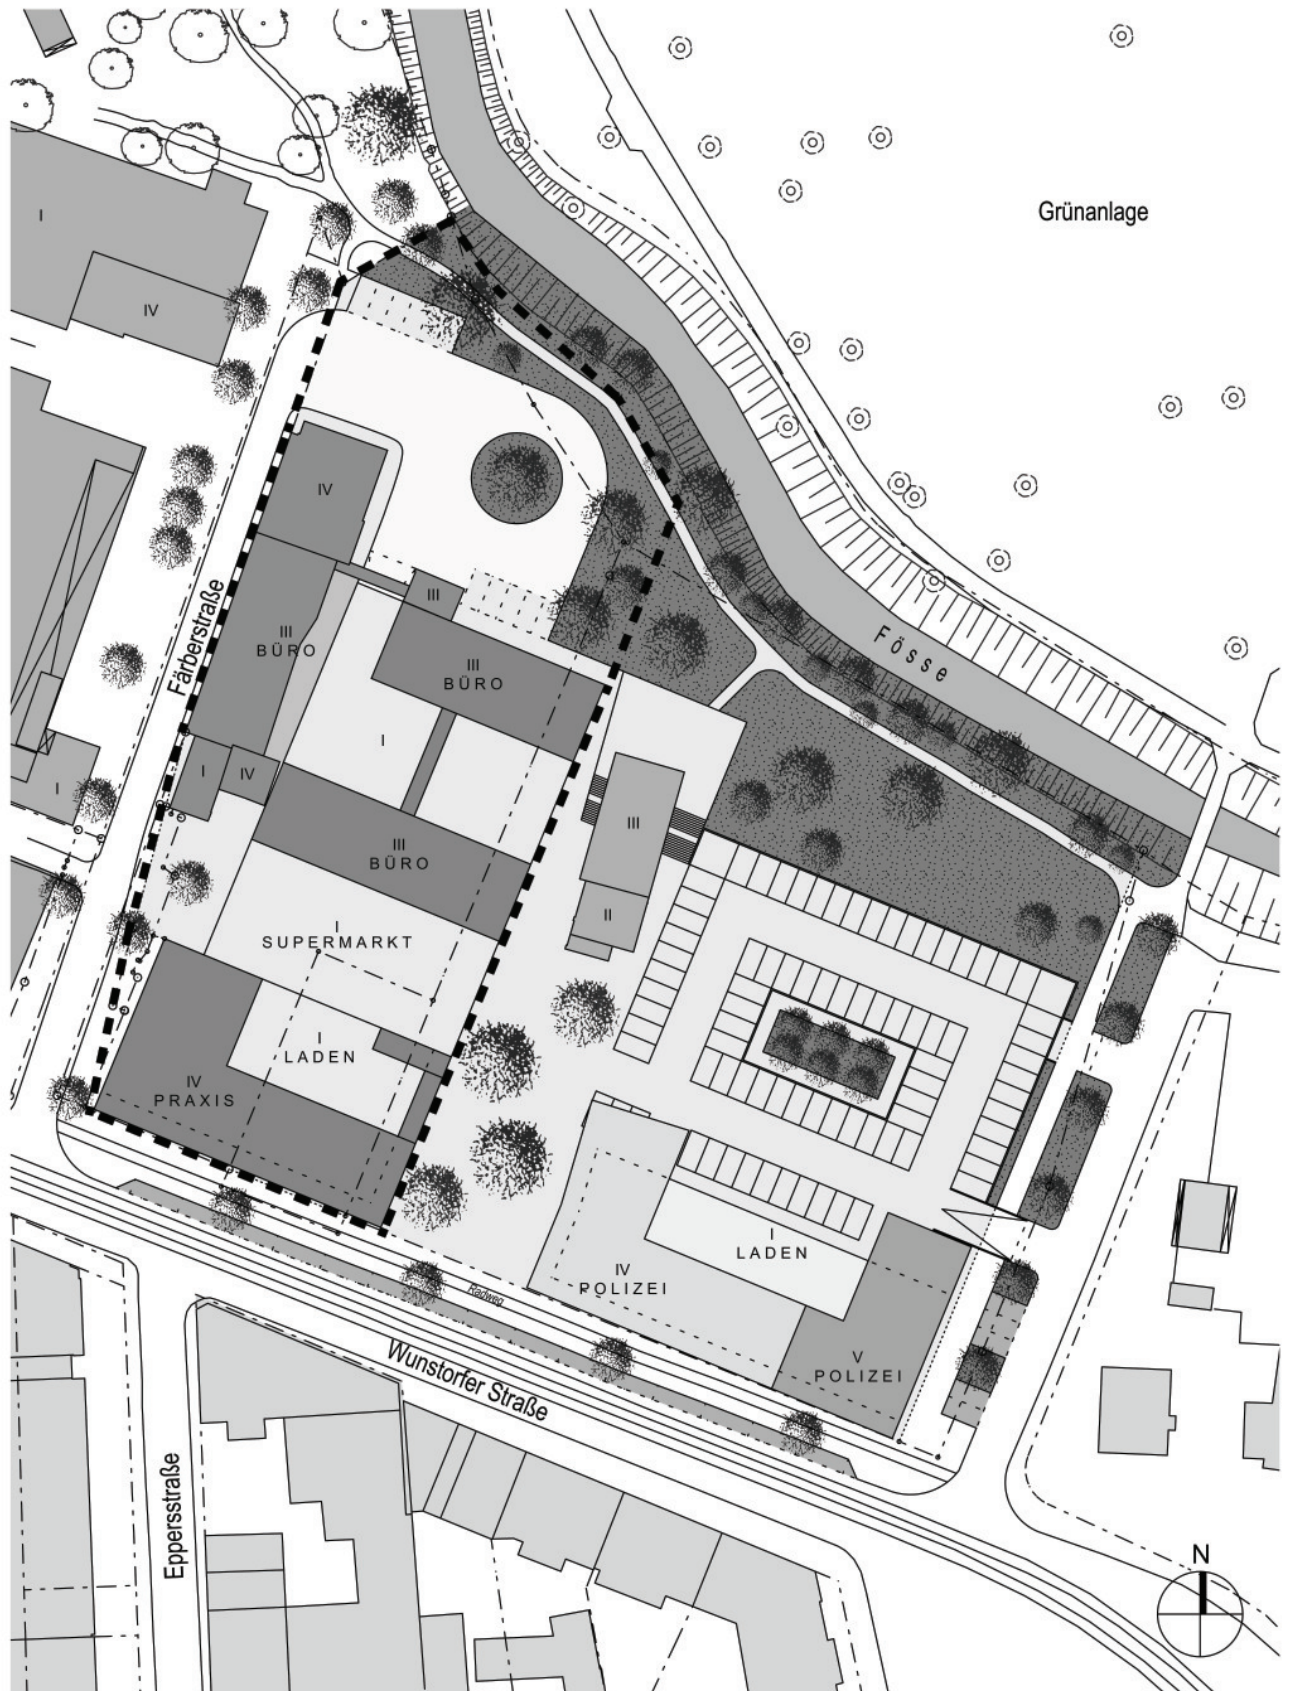 Grünanlage
I
IV
IV
Färberstraße
III
III
BÜRO
III
BÜRO
Fösse
I
I
IV
I
III
BÜRO
III
II
I
SUPERMARKT
I
LADEN
IV
PRAXIS
I
LADEN
IV
POLIZEI
Radweg
V
POLIZEI
Wunstorfer Straße
Eppersstraße
N